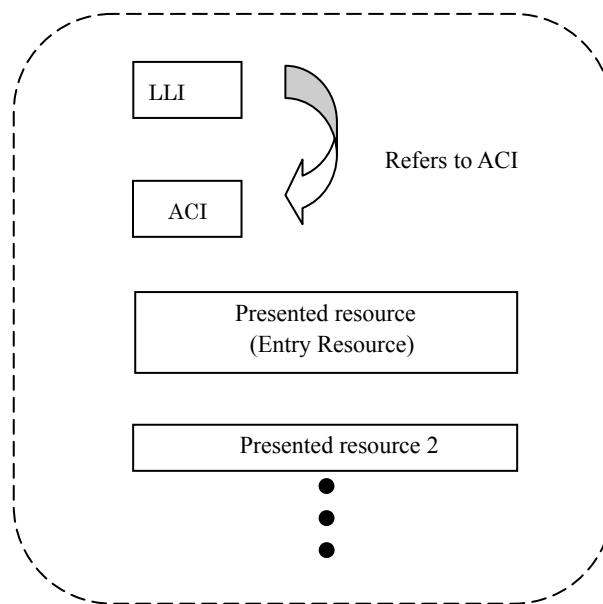 LLI
Refers to ACI
ACI
Presented resource
(Entry Resource)
Presented resource 2